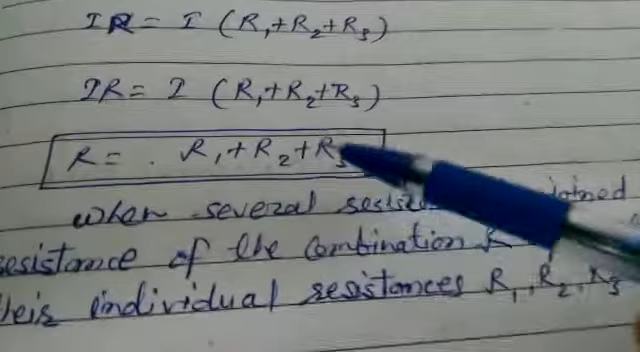 IR = I (R₁+R₂+R₃)
IR = I (R₁+R₂+R₃)
R = . R₁+R₂+R₃
when several joined
resistance of the combination R
individual resistances R₁, R₂, R₃